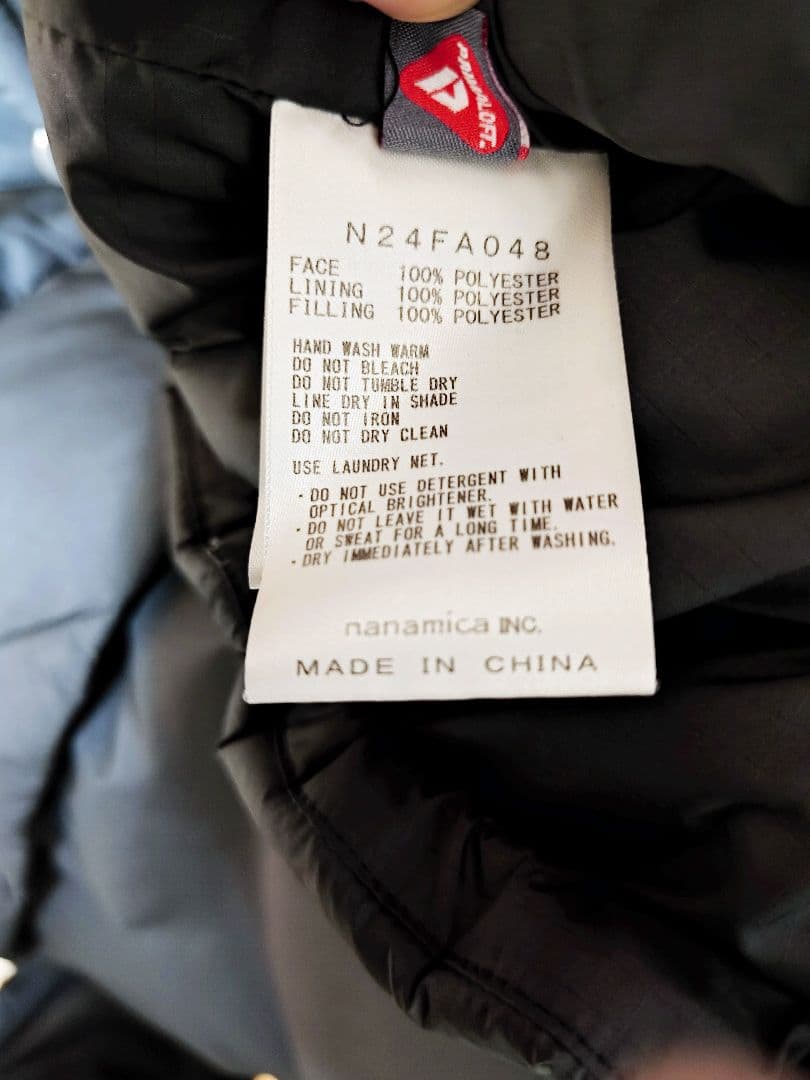 PRIMALOFT
N24FA048
FACE 100% POLYESTER
LINING 100% POLYESTER
FILLING 100% POLYESTER
HAND WASH WARM
DO NOT BLEACH
DO NOT TUMBLE DRY
LINE DRY IN SHADE
DO NOT IRON
DO NOT DRY CLEAN
USE LAUNDRY NET.
・DO NOT USE DETERGENT WITH
OPTICAL BRIGHTENER.
・DO NOT LEAVE IT WET WITH WATER
OR SWEAT FOR A LONG TIME.
・DRY IMMEDIATELY AFTER WASHING.
nanamica INC.
MADE IN CHINA